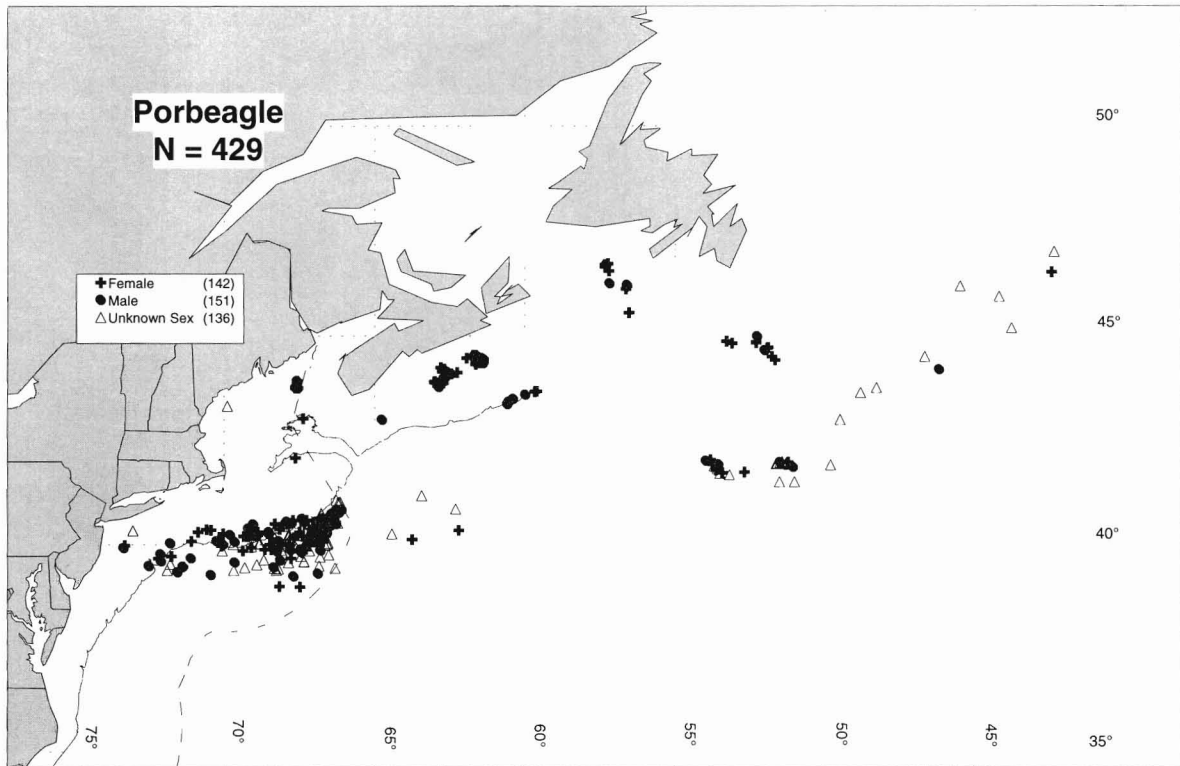 Porbeagle
N = 429
50°
Female (142)
Male (151)
Unknown Sex (136)
45°
40°
75° 70° 65° 60° 55° 50° 45° 35°